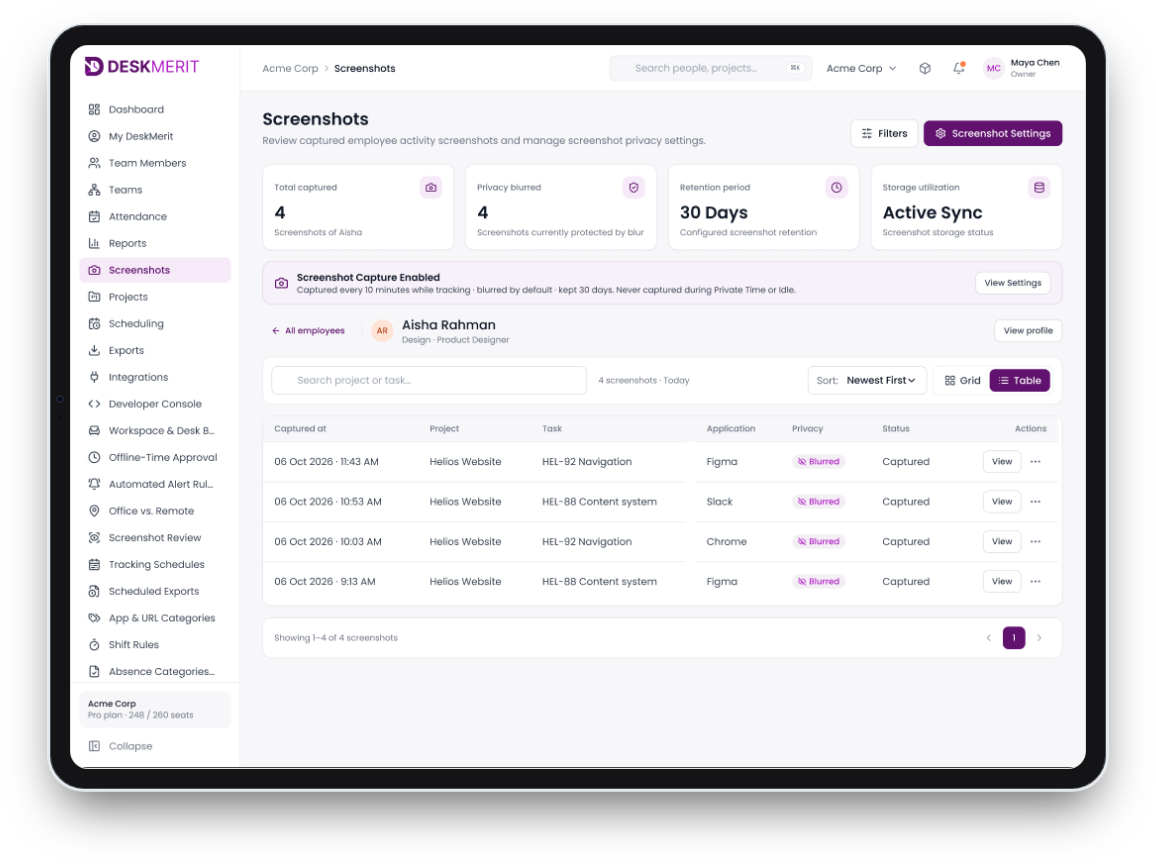 DESKMERIT
Dashboard
My DeskMerit
Team Members
Teams
Attendance
Reports
Screenshots
Projects
Scheduling
Exports
Integrations
Developer Console
Workspace & Desk B...
Offline-Time Approval
Automated Alert Rul...
Office vs. Remote
Screenshot Review
Tracking Schedules
Scheduled Exports
App & URL Categories
Shift Rules
Absence Categories...
Acme Corp
Pro plan · 248 / 260 seats
Collapse
Acme Corp > Screenshots
Search people, projects... ⌘K
Acme Corp
MC
Maya Chen
Owner
Screenshots
Review captured employee activity screenshots and manage screenshot privacy settings.
Filters
Screenshot Settings
Total captured
4
Screenshots of Aisha
Privacy blurred
4
Screenshots currently protected by blur
Retention period
30 Days
Configured screenshot retention
Storage utilization
Active Sync
Screenshot storage status
Screenshot Capture Enabled
Captured every 10 minutes while tracking · blurred by default · kept 30 days. Never captured during Private Time or Idle.
View Settings
← All employees
AR
Aisha Rahman
Design · Product Designer
View profile
Search project or task...
4 screenshots · Today
Sort: Newest First
Grid
Table
Captured at Project Task Application Privacy Status Actions
06 Oct 2026 · 11:43 AM Helios Website HEL-92 Navigation Figma Blurred Captured View ...
06 Oct 2026 · 10:53 AM Helios Website HEL-88 Content system Slack Blurred Captured View ...
06 Oct 2026 · 10:03 AM Helios Website HEL-92 Navigation Chrome Blurred Captured View ...
06 Oct 2026 · 9:13 AM Helios Website HEL-88 Content system Figma Blurred Captured View ...
Showing 1–4 of 4 screenshots
< 1 >